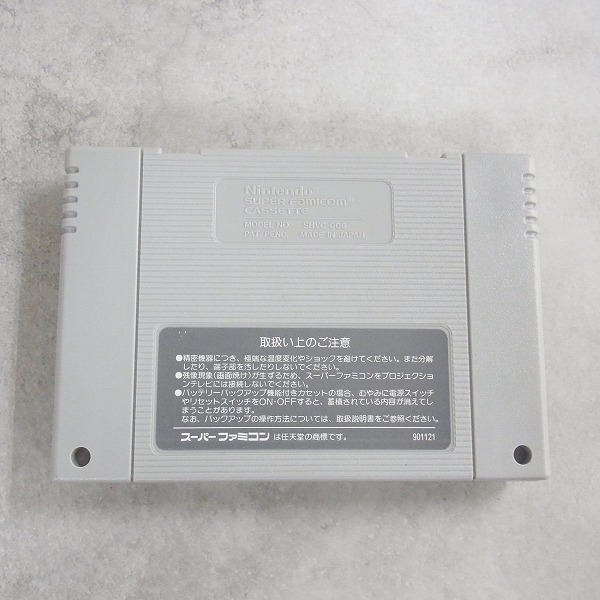 Nintendo
SUPER FAMICOM™
CASSETTE
MODEL NO. SHVC-006
PAT. PEND. MADE IN JAPAN
取扱い上のご注意
●精密機器につき、極端な温度変化やショックを避けてください。また分解
したり、端子部を汚したりしないでください。
●残像現象(画面焼け)が生ずるため、スーパーファミコンをプロジェクショ
ンテレビには接続しないでください。
●バッテリーバックアップ機能付きカセットの場合、むやみに電源スイッチ
やリセットスイッチをON-OFFすると、蓄積されている内容が消えてし
まうことがあります。
なお、バックアップの操作方法については、取扱説明書をご参照ください。
スーパーファミコン は任天堂の商標です。 901121